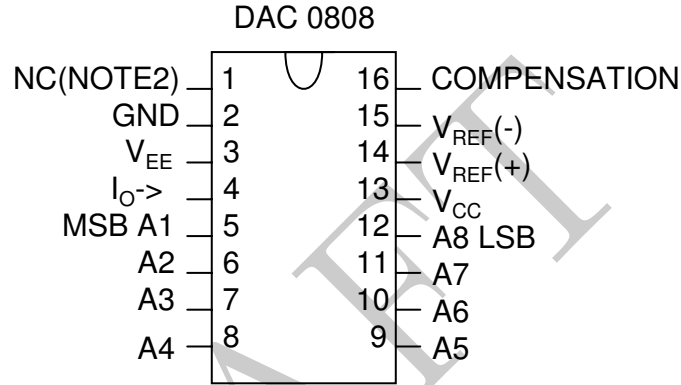 DAC 0808
NC(NOTE2) 1 16 COMPENSATION
GND 2 15 VREF(-)
VEE 3 14 VREF(+)
IO-> 4 13 VCC
MSB A1 5 12 A8 LSB
A2 6 11 A7
A3 7 10 A6
A4 8 9 A5